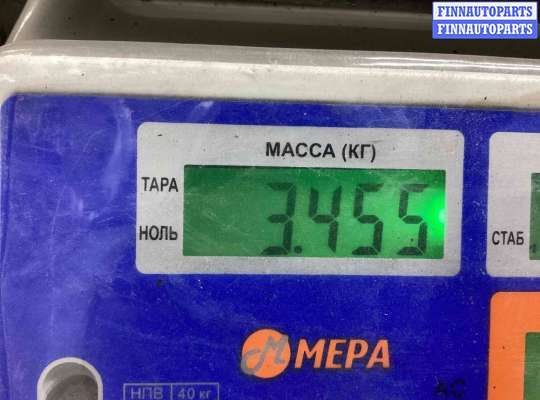 FINNAUTOPARTS
FINNAUTOPARTS
МАССА (КГ)
ТАРА
НОЛЬ
3.455
СТАБ
МЕРА
НПВ 40 кг